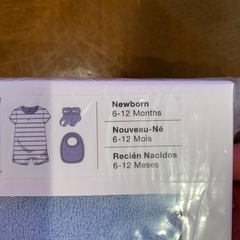 Newborn
6-12 Months
Nouveau-Né
6-12 Mois
Recién Nacidos
6-12 Meses